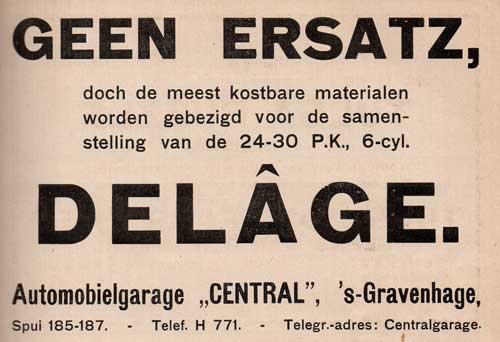 GEEN ERSATZ,
doch de meest kostbare materialen
worden gebezigd voor de samen-
stelling van de 24-30 P.K., 6-cyl.
DELÂGE.
Automobielgarage „CENTRAL”, 's-Gravenhage,
Spui 185-187. - Telef. H 771. - Telegr.-adres: Centralgarage.